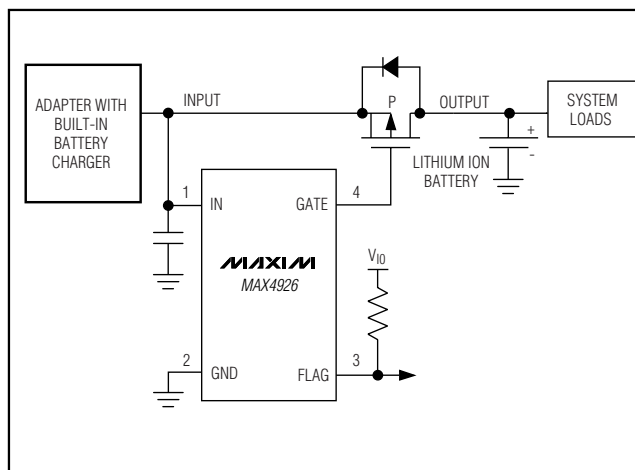 ADAPTER WITH
BUILT-IN
BATTERY
CHARGER
INPUT
P
OUTPUT
SYSTEM
LOADS
+
-
LITHIUM ION
BATTERY
1
IN
GATE
4
MAXIM
MAX4926
VIO
2
GND
FLAG
3